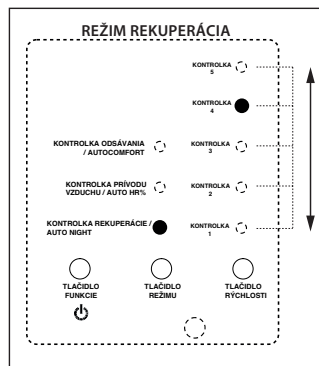 REŽIM REKUPERÁCIA
KONTROLKA
5
KONTROLKA
4
KONTROLKA ODSÁVANIA
/ AUTOCOMFORT
KONTROLKA
3
KONTROLKA PRÍVODU
VZDUCHU / AUTO HR%
KONTROLKA
2
KONTROLKA REKUPERÁCIE /
AUTO NIGHT
KONTROLKA
1
TLAČIDLO
FUNKCIE
TLAČIDLO
REŽIMU
TLAČIDLO
RÝCHLOSTI